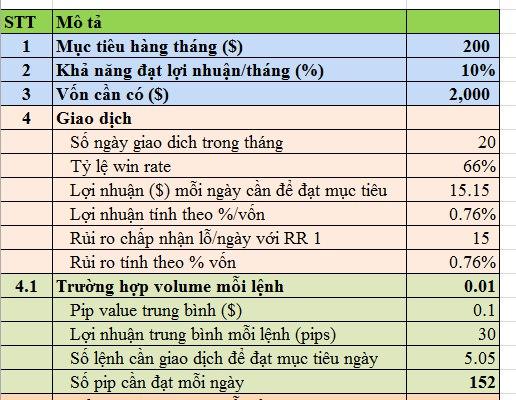 STT Mô tả
1 Mục tiêu hàng tháng ($) 200
2 Khả năng đạt lợi nhuận/tháng (%) 10%
3 Vốn cần có ($) 2,000
4 Giao dịch
Số ngày giao dich trong tháng 20
Tỷ lệ win rate 66%
Lợi nhuận ($) mỗi ngày cần để đạt mục tiêu 15.15
Lợi nhuận tính theo %/vốn 0.76%
Rủi ro chấp nhận lỗ/ngày với RR 1 15
Rủi ro tính theo % vốn 0.76%
4.1 Trường hợp volume mỗi lệnh 0.01
Pip value trung bình ($) 0.1
Lợi nhuận trung bình mỗi lệnh (pips) 30
Số lệnh cần giao dịch để đạt mục tiêu ngày 5.05
Số pip cần đạt mỗi ngày 152